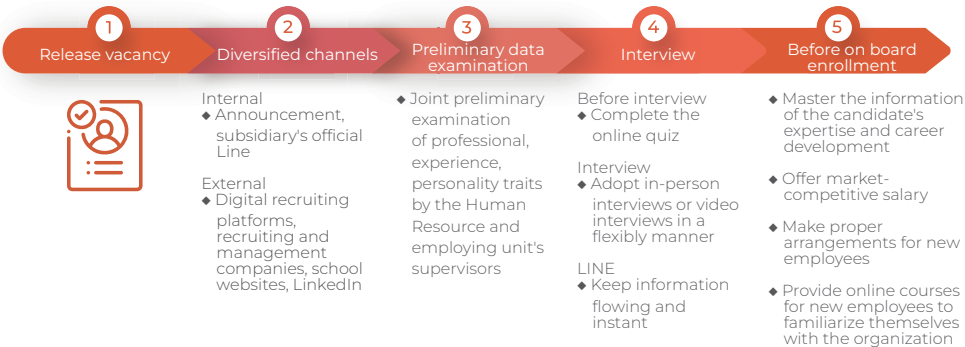 1
Release vacancy
2
Diversified channels
Internal
◆ Announcement,
subsidiary's official
Line
External
◆ Digital recruiting
platforms,
recruiting and
management
companies, school
websites, LinkedIn
3
Preliminary data
examination
◆ Joint preliminary
examination
of professional,
experience,
personality traits
by the Human
Resource and
employing unit's
supervisors
4
Interview
Before interview
◆ Complete the
online quiz
Interview
◆ Adopt in-person
interviews or video
interviews in a
flexibly manner
LINE
◆ Keep information
flowing and
instant
5
Before on board
enrollment
◆ Master the information
of the candidate's
expertise and career
development
◆ Offer market-
competitive salary
◆ Make proper
arrangements for new
employees
◆ Provide online courses
for new employees to
familiarize themselves
with the organization